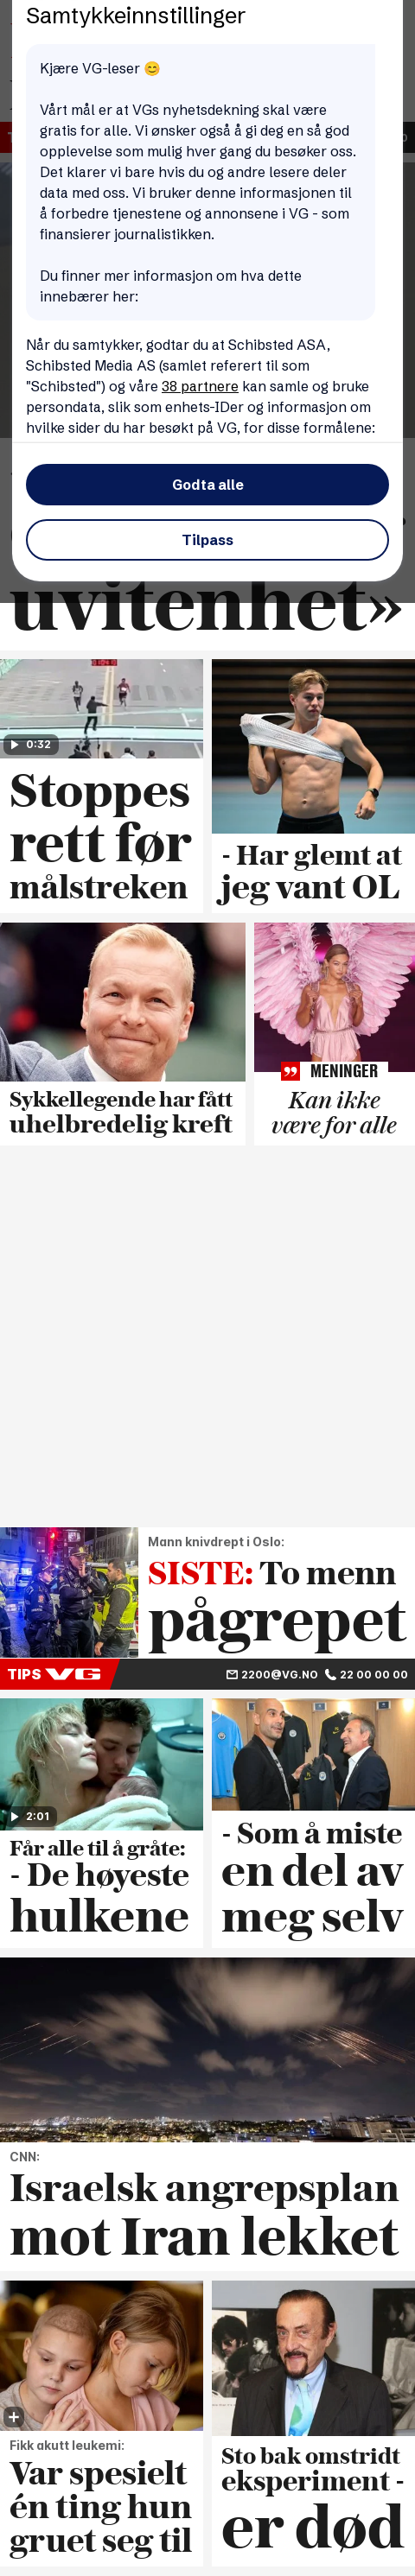 Samtykkeinnstillinger
Kjære VG-leser 😊
Vårt mål er at VGs nyhetsdekning skal være
gratis for alle. Vi ønsker også å gi deg en så god
opplevelse som mulig hver gang du besøker oss.
Det klarer vi bare hvis du og andre lesere deler
data med oss. Vi bruker denne informasjonen til
å forbedre tjenestene og annonsene i VG - som
finansierer journalistikken.
Du finner mer informasjon om hva dette
innebærer her:
Når du samtykker, godtar du at Schibsted ASA,
Schibsted Media AS (samlet referert til som
"Schibsted") og våre 38 partnere kan samle og bruke
persondata, slik som enhets-IDer og informasjon om
hvilke sider du har besøkt på VG, for disse formålene:
Godta alle
Tilpass
uvitenhet»
0:32
Stoppes
rett før
målstreken
- Har glemt at
jeg vant OL
Sykkellegende har fått
uhelbredelig kreft
MENINGER
Kan ikke
være for alle
Mann knivdrept i Oslo:
SISTE: To menn
pågrepet
TIPS VG 2200@VG.NO 22 00 00 00
2:01
Får alle til å gråte:
- De høyeste
hulkene
- Som å miste
en del av
meg selv
CNN:
Israelsk angrepsplan
mot Iran lekket
Fikk akutt leukemi:
Var spesielt
én ting hun
gruet seg til
Sto bak omstridt
eksperiment -
er død